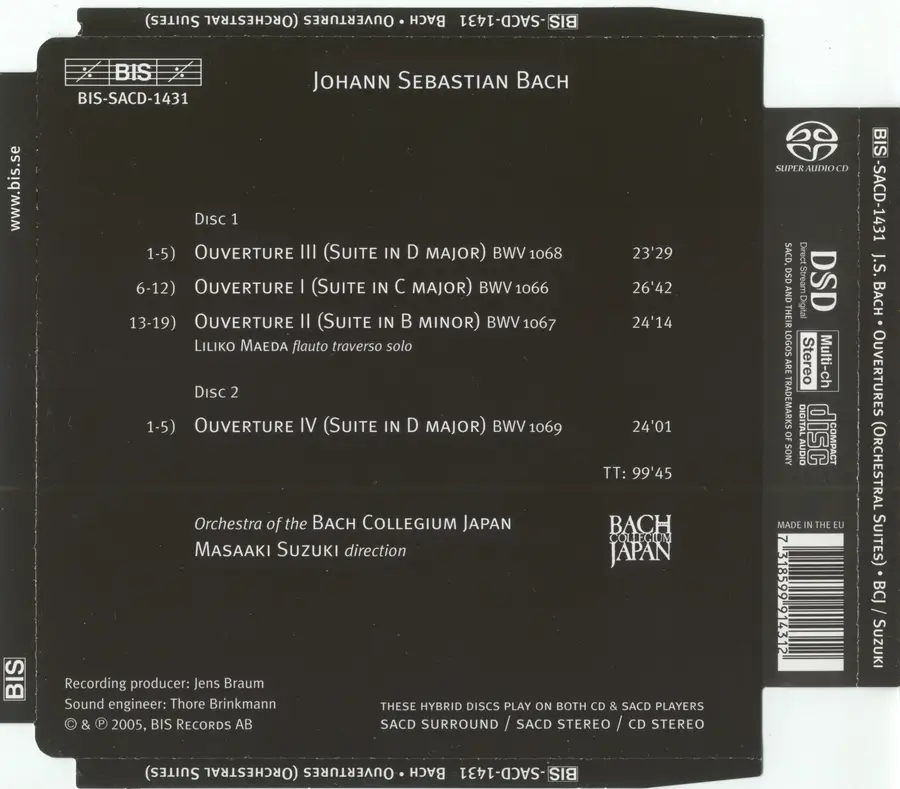 BIS-SACD-1431 Bach • Ouvertures (Orchestral Suites)
BIS
BIS-SACD-1431
Johann Sebastian Bach
Disc 1
1-5) Ouverture III (Suite in D major) BWV 1068 23'29
6-12) Ouverture I (Suite in C major) BWV 1066 26'42
13-19) Ouverture II (Suite in B minor) BWV 1067 24'14
Liliko Maeda flauto traverso solo
Disc 2
1-5) Ouverture IV (Suite in D major) BWV 1069 24'01
TT: 99'45
Orchestra of the Bach Collegium Japan
Masaaki Suzuki direction
BACH
COLLEGIUM
JAPAN
Recording producer: Jens Braum
Sound engineer: Thore Brinkmann
© & ℗ 2005, BIS Records AB
THESE HYBRID DISCS PLAY ON BOTH CD & SACD PLAYERS
SACD SURROUND / SACD STEREO / CD STEREO
www.bis.se
BIS
SUPER AUDIO CD
DSD
Direct Stream Digital
SACD, DSD AND THEIR LOGOS ARE TRADEMARKS OF SONY
Multi-ch
Stereo
COMPACT
disc
DIGITAL AUDIO
MADE IN THE EU
7 318599 914312
BIS-SACD-1431 J.S. Bach • Ouvertures (Orchestral Suites) • BCJ / Suzuki
BIS-SACD-1431 Bach • Ouvertures (Orchestral Suites)